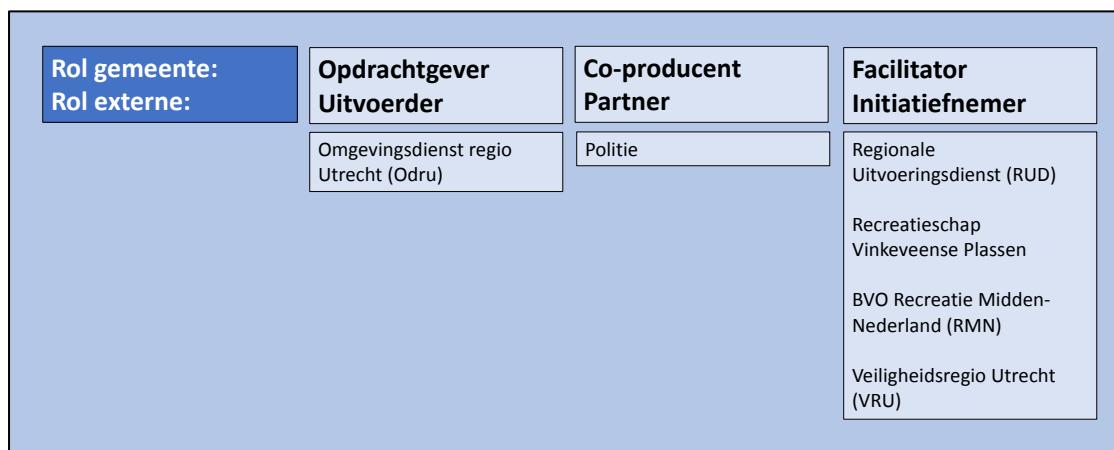 Rol gemeente:
Rol externe:
Opdrachtgever
Uitvoerder
Co-producent
Partner
Facilitator
Initiatiefnemer
Omgevingsdienst regio
Utrecht (Odru)
Politie
Regionale
Uitvoeringsdienst (RUD)
Recreatieschap
Vinkeveense Plassen
BVO Recreatie Midden-
Nederland (RMN)
Veiligheidsregio Utrecht
(VRU)